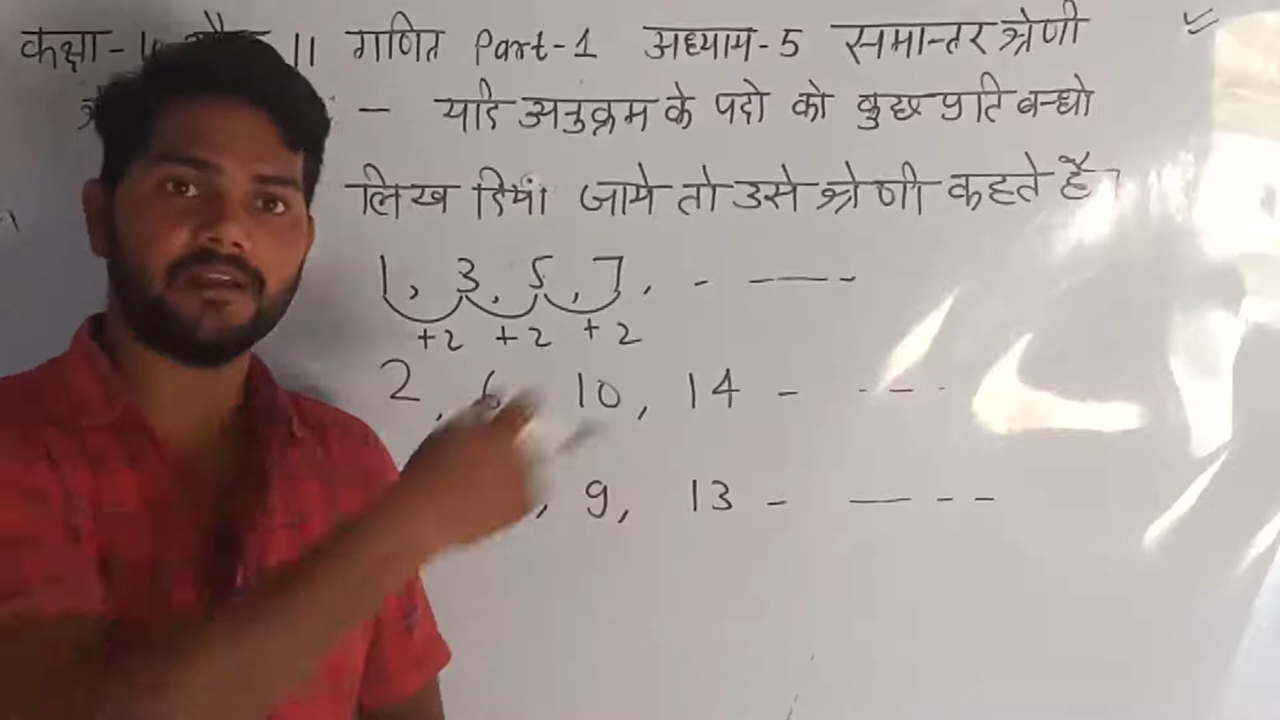 कक्षा- 11 गणित Part-1 अध्याय-5 समान्तर श्रेणी
:- यदि अनुक्रम के पदो को कुछ प्रतिबन्धो
लिख दिया जाये तो उसे श्रेणी कहते है।
1, 3, 5, 7, - —-
+2 +2 +2
2, 6 10, 14 - - - -
, 9, 13 - — - -